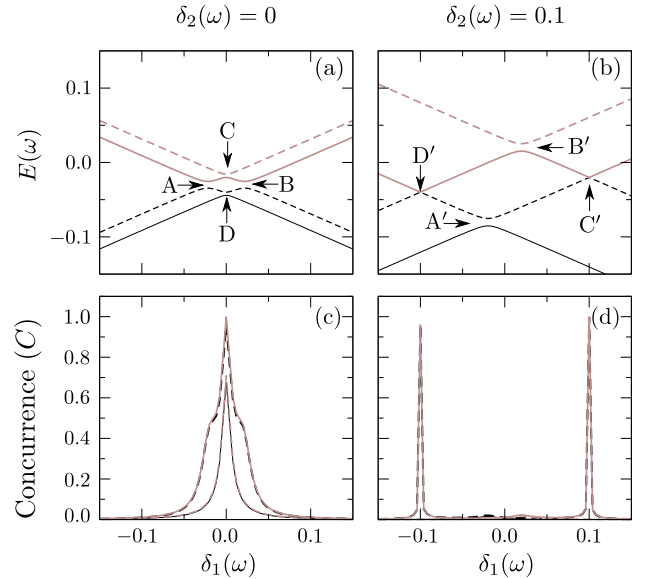 δ₂(ω) = 0
δ₂(ω) = 0.1
(a)
(b)
0.1
0.0
−0.1
E(ω)
C
A
B
D
D′
B′
A′
C′
(c)
(d)
1.0
0.8
0.6
0.4
0.2
0.0
Concurrence (C)
−0.1
0.0
0.1
−0.1
0.0
0.1
δ₁(ω)
δ₁(ω)